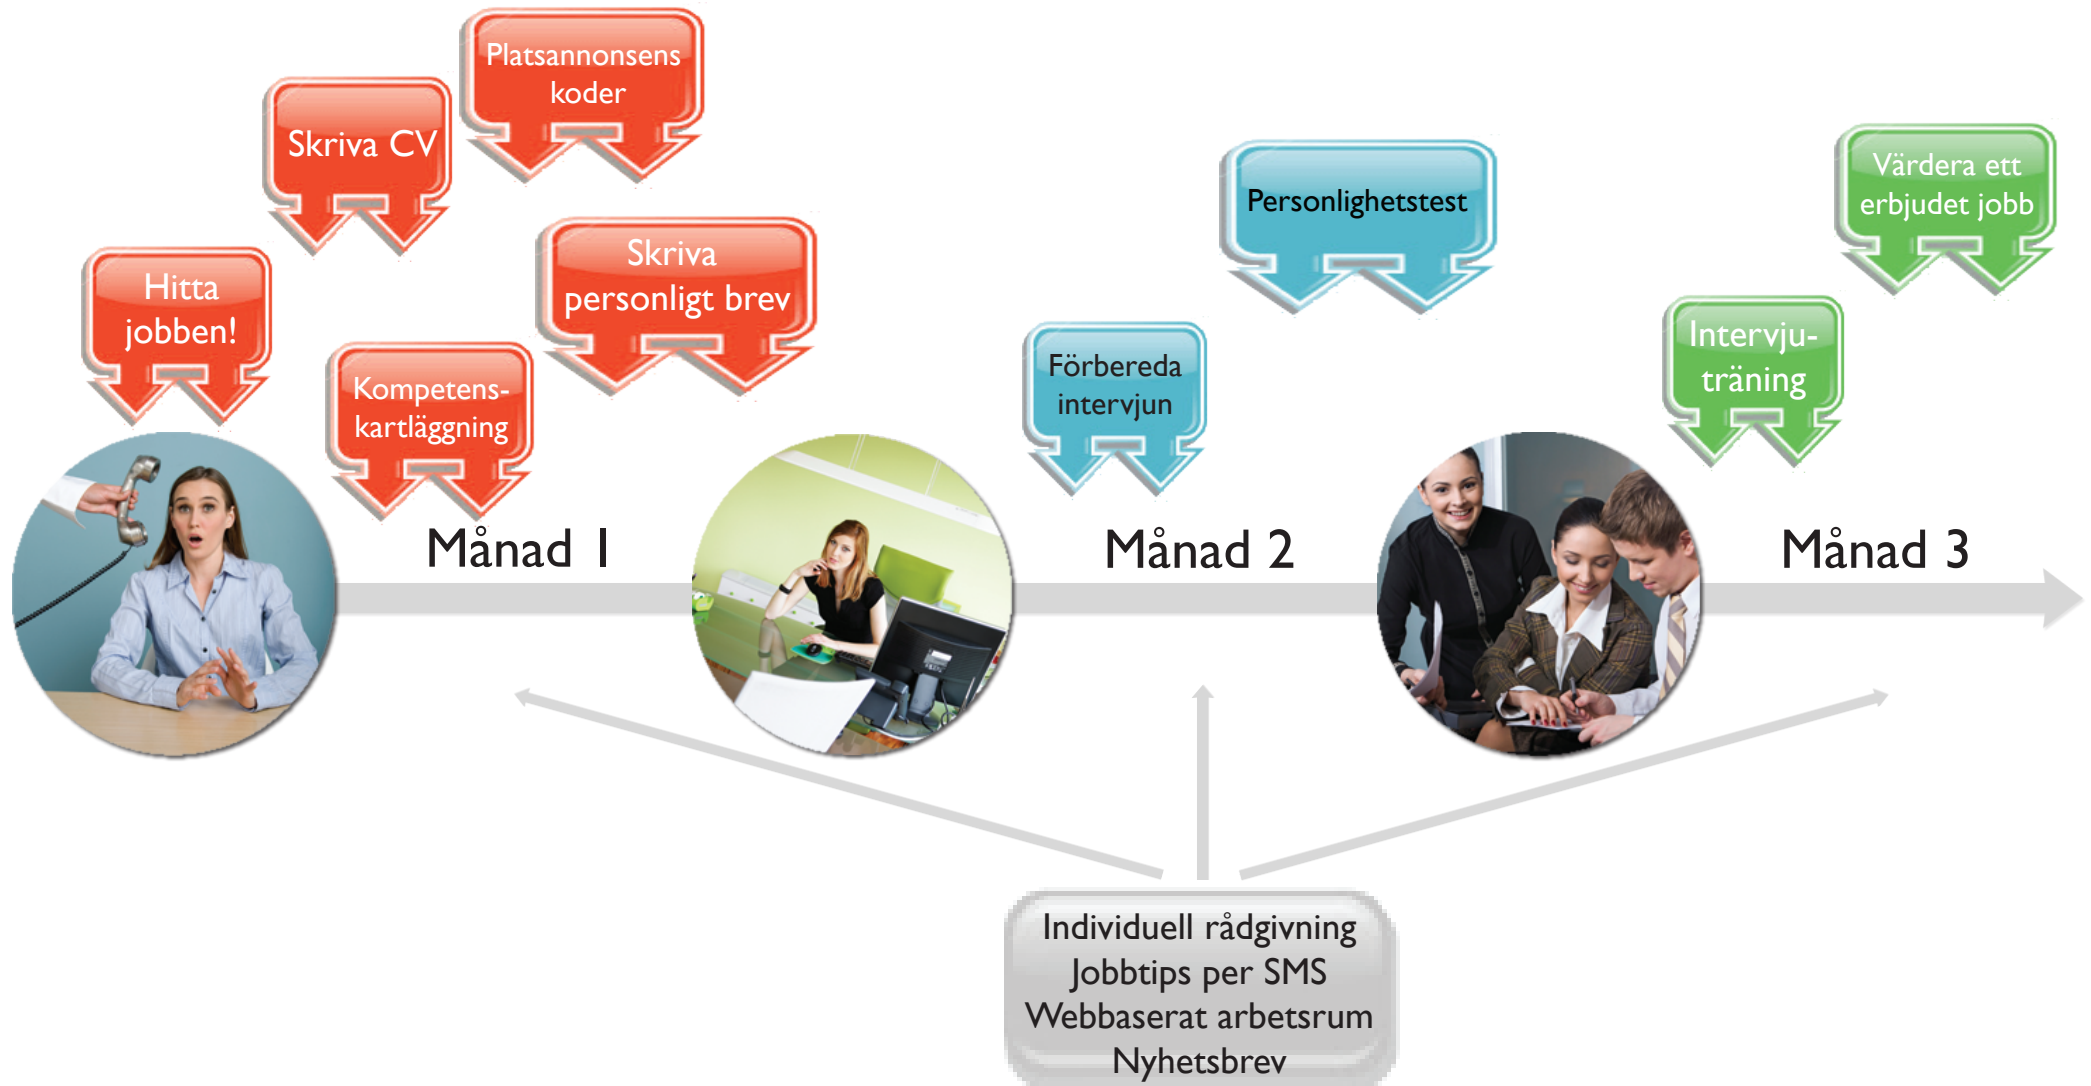 Platsannonsens
koder
Skriva CV
Skriva
personligt brev
Hitta
jobben!
Kompetens-
kartläggning
Månad 1
Personlighetstest
Förbereda
intervjun
Månad 2
Värdera ett
erbjudet jobb
Intervju-
träning
Månad 3
Individuell rådgivning
Jobbtips per SMS
Webbaserat arbetsrum
Nyhetsbrev